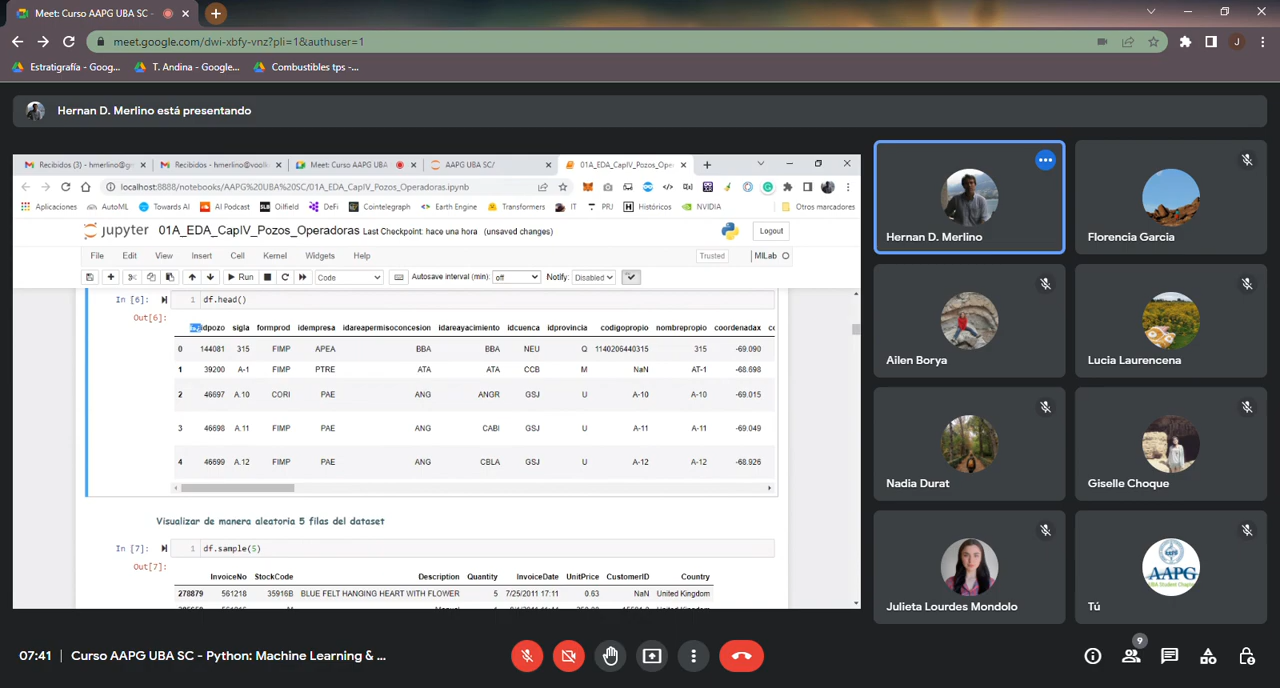 Meet: Curso AAPG UBA SC -
meet.google.com/dwi-xbfy-vnz?pli=1&authuser=1
J
Estratigrafía - Goog...
T. Andina - Google...
Combustibles tps -...
Hernan D. Merlino está presentando
Recibidos (3) - hmerlino@g
Recibidos - hmerlino@vool
Meet: Curso AAPG UBA
AAPG UBA SC/
01A_EDA_CapIV_Pozos_Oper
localhost:8888/notebooks/AAPG%20UBA%20SC/01A_EDA_CapIV_Pozos_Operadoras.ipynb
Aplicaciones
AutoML
Towards AI
AI Podcast
Oilfield
DeFi
Cointelegraph
Earth Engine
Transformers
IT
PRJ
Históricos
NVIDIA
Otros marcadores
jupyter 01A_EDA_CapIV_Pozos_Operadoras Last Checkpoint: hace una hora (unsaved changes)
Logout
File Edit View Insert Cell Kernel Widgets Help
Trusted
MILab
Run
Code
Autosave interval (min): off
Notify: Disabled
In [6]: 1 df.head()
Out[6]:
idpozo sigla formprod idempresa idareapermisoconcesion idareayacimiento idcuenca idprovincia codigopropio nombrepropio coordenadax
0 144081 315 FIMP APEA BBA BBA NEU Q 1140206440315 315 -69.090
1 39200 A-1 FIMP PTRE ATA ATA CCB M NaN AT-1 -68.698
2 46697 A.10 CORI PAE ANG ANGR GSJ U A-10 A-10 -69.015
3 46698 A.11 FIMP PAE ANG CABI GSJ U A-11 A-11 -69.049
4 46699 A.12 FIMP PAE ANG CBLA GSJ U A-12 A-12 -68.926
Visualizar de manera aleatoria 5 filas del dataset
In [7]: 1 df.sample(5)
Out[7]:
InvoiceNo StockCode Description Quantity InvoiceDate UnitPrice CustomerID Country
278879 561218 35916B BLUE FELT HANGING HEART WITH FLOWER 5 7/25/2011 17:11 0.63 NaN United Kingdom
Hernan D. Merlino
Florencia Garcia
Ailen Borya
Lucia Laurencena
Nadia Durat
Giselle Choque
Julieta Lourdes Mondolo
AAPG
UBA Student Chapter
Tú
07:41 | Curso AAPG UBA SC - Python: Machine Learning & ...
9